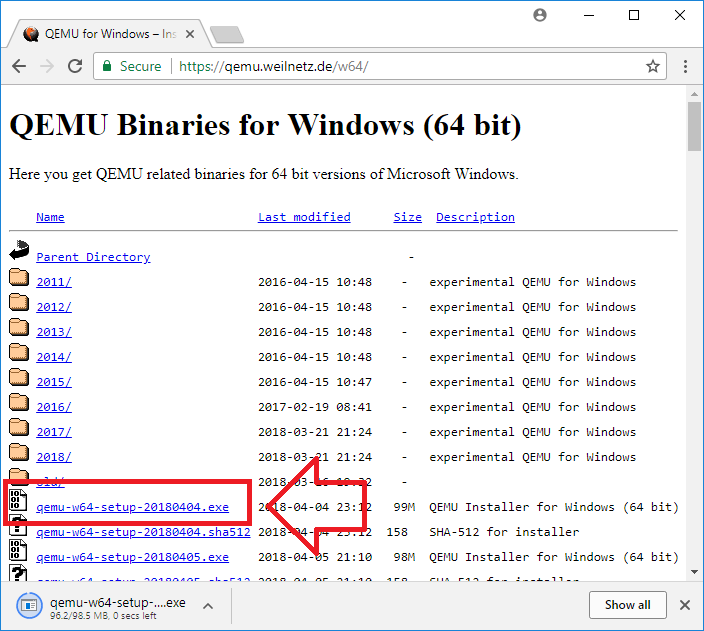 QEMU for Windows – Ins
Secure https://qemu.weilnetz.de/w64/
QEMU Binaries for Windows (64 bit)
Here you get QEMU related binaries for 64 bit versions of Microsoft Windows.
Name Last modified Size Description
Parent Directory -
2011/ 2016-04-15 10:48 - experimental QEMU for Windows
2012/ 2016-04-15 10:48 - experimental QEMU for Windows
2013/ 2016-04-15 10:48 - experimental QEMU for Windows
2014/ 2016-04-15 10:48 - experimental QEMU for Windows
2015/ 2016-04-15 10:47 - experimental QEMU for Windows
2016/ 2017-02-19 08:41 - experimental QEMU for Windows
2017/ 2018-03-21 21:24 - experimental QEMU for Windows
2018/ 2018-03-21 21:24 - experimental QEMU for Windows
old/ -
qemu-w64-setup-20180404.exe 2018-04-04 23:12 99M QEMU Installer for Windows (64 bit)
qemu-w64-setup-20180404.sha512 2018-04-04 23:12 158 SHA-512 for installer
qemu-w64-setup-20180405.exe 2018-04-05 21:10 98M QEMU Installer for Windows (64 bit)
qemu-w64-setup-20180405.sha512 2018-04-05 21:10 158 SHA-512 for installer
qemu-w64-setup-....exe
96.2/98.5 MB, 0 secs left
Show all